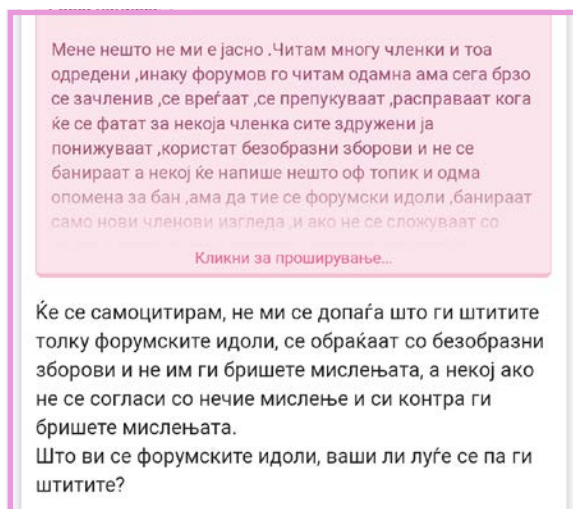 Мене нешто не ми е јасно .Читам многу членки и тоа
одредени ,инаку форумов го читам одамна ама сега брзо
се зачленив ,се вреѓаат ,се препукуваат ,расправаат кога
ќе се фатат за некоја членка сите здружени ја
понижуваат ,користат безобразни зборови и не се
банираат а некој ќе напише нешто оф топик и одма
опомена за бан ,ама да тие се форумски идоли ,банираат
само нови членови изгледа ,и ако не се сложуваат со
Кликни за проширување...
Ќе се самоцитирам, не ми се допаѓа што ги штитите
толку форумските идоли, се обраќаат со безобразни
зборови и не им ги бришете мислењата, а некој ако
не се согласи со нечие мислење и си контра ги
бришете мислењата.
Што ви се форумските идоли, ваши ли луѓе се па ги
штитите?